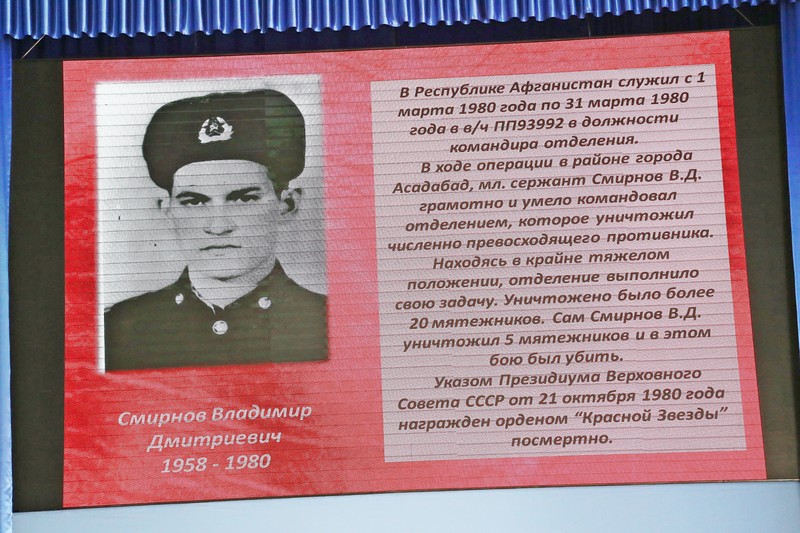 В Республике Афганистан служил с 1
марта 1980 года по 31 марта 1980
года в в/ч ПП93992 в должности
командира отделения.
В ходе операции в районе города
Асадабад, мл. сержант Смирнов В.Д.
грамотно и умело командовал
отделением, которое уничтожил
численно превосходящего противника.
Находясь в крайне тяжелом
положении, отделение выполнило
свою задачу. Уничтожено было более
20 мятежников. Сам Смирнов В.Д.
уничтожил 5 мятежников и в этом
бою был убить.
Указом Президиума Верховного
Совета СССР от 21 октября 1980 года
награжден орденом “Красной Звезды”
посмертно.
Смирнов Владимир
Дмитриевич
1958 - 1980